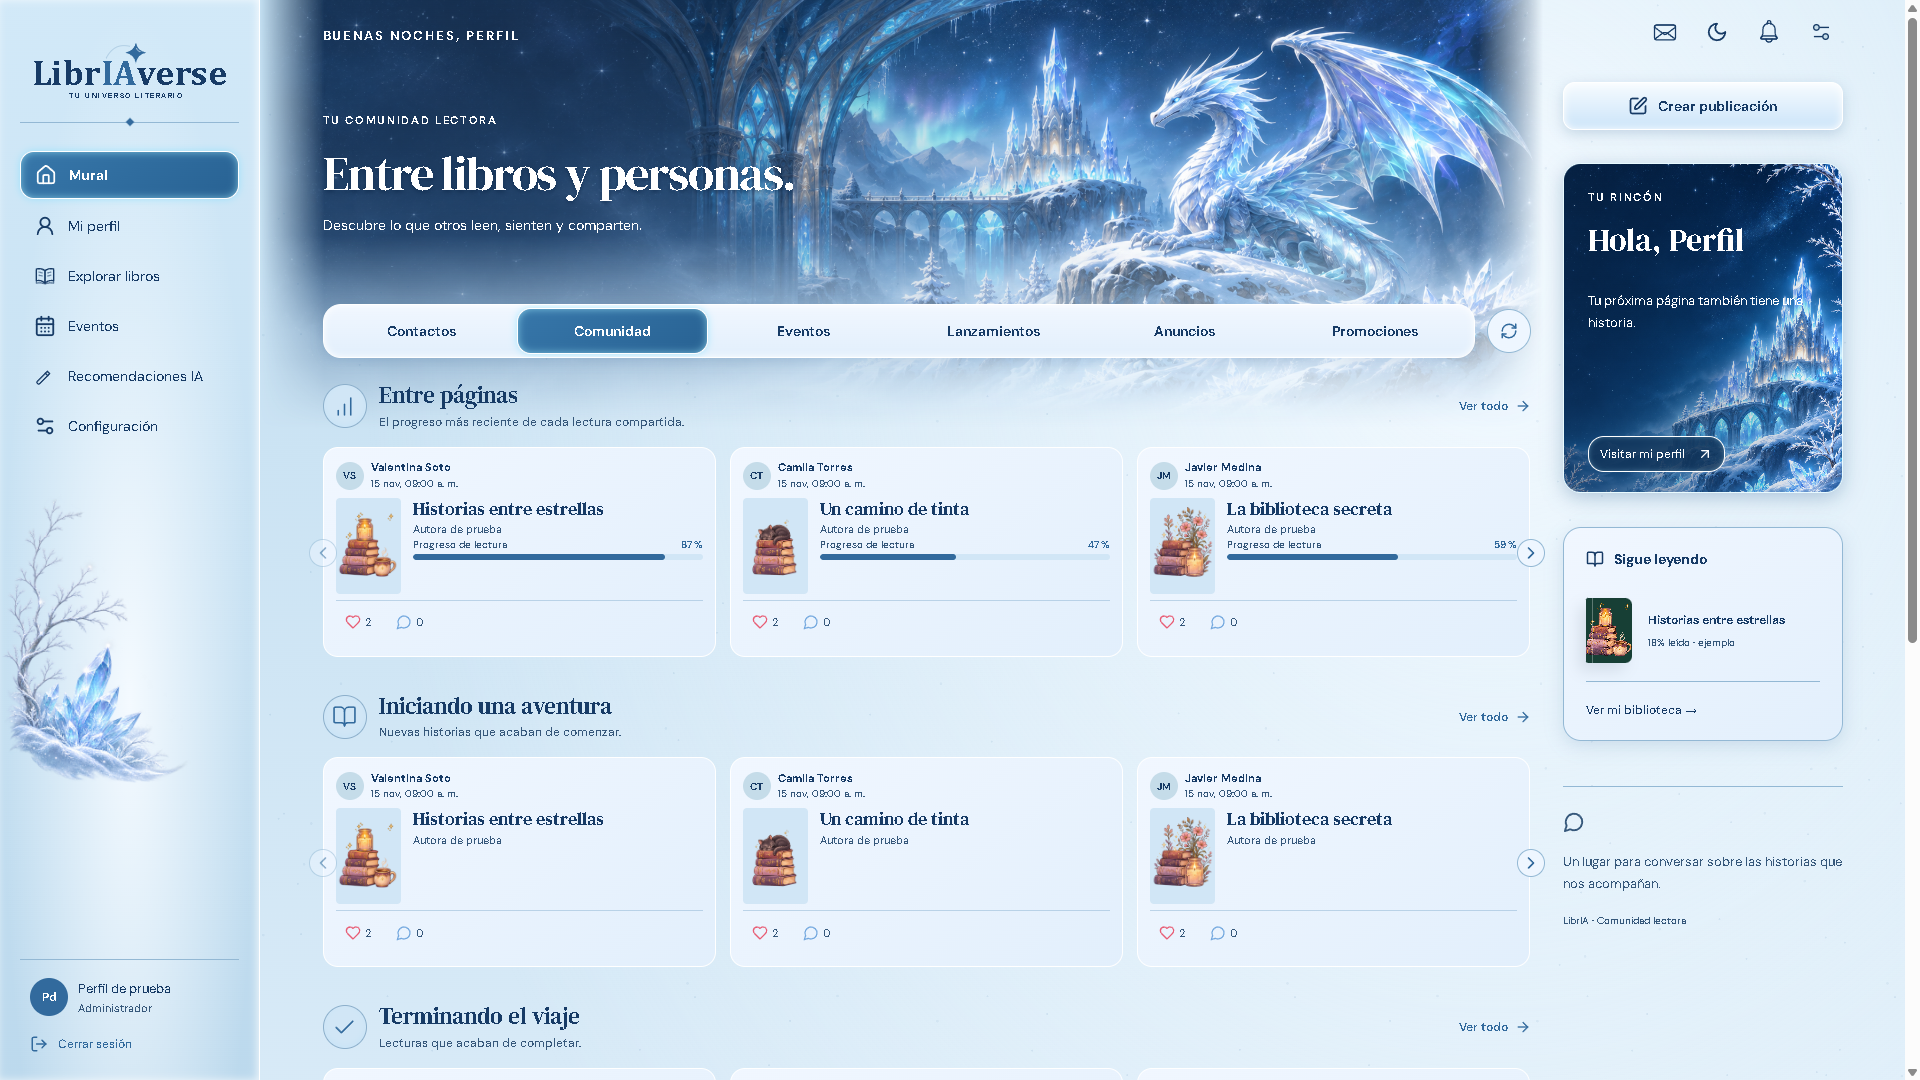 LibrIAverse
TU UNIVERSO LITERARIO
Mural
Mi perfil
Explorar libros
Eventos
Recomendaciones IA
Configuración
Perfil de prueba
Pd
Administrador
Cerrar sesión
BUENAS NOCHES, PERFIL
TU COMUNIDAD LECTORA
Entre libros y personas.
Descubre lo que otros leen, sienten y comparten.
Contactos
Comunidad
Eventos
Lanzamientos
Anuncios
Promociones
Entre páginas
El progreso más reciente de cada lectura compartida.
Ver todo
VS
Valentina Soto
15 nov, 09:00 a. m.
Historias entre estrellas
Autora de prueba
Progreso de lectura 87 %
2 0
CT
Camila Torres
15 nov, 09:00 a. m.
Un camino de tinta
Autora de prueba
Progreso de lectura 47 %
2 0
JM
Javier Medina
15 nov, 09:00 a. m.
La biblioteca secreta
Autora de prueba
Progreso de lectura 59 %
2 0
Iniciando una aventura
Nuevas historias que acaban de comenzar.
Ver todo
VS
Valentina Soto
15 nov, 09:00 a. m.
Historias entre estrellas
Autora de prueba
2 0
CT
Camila Torres
15 nov, 09:00 a. m.
Un camino de tinta
Autora de prueba
2 0
JM
Javier Medina
15 nov, 09:00 a. m.
La biblioteca secreta
Autora de prueba
2 0
Terminando el viaje
Lecturas que acaban de completar.
Ver todo
Crear publicación
TU RINCÓN
Hola, Perfil
Tu próxima página también tiene una
historia.
Visitar mi perfil
Sigue leyendo
Historias entre estrellas
18% leído · ejemplo
Ver mi biblioteca →
Un lugar para conversar sobre las historias que
nos acompañan.
LibrIA · Comunidad lectora